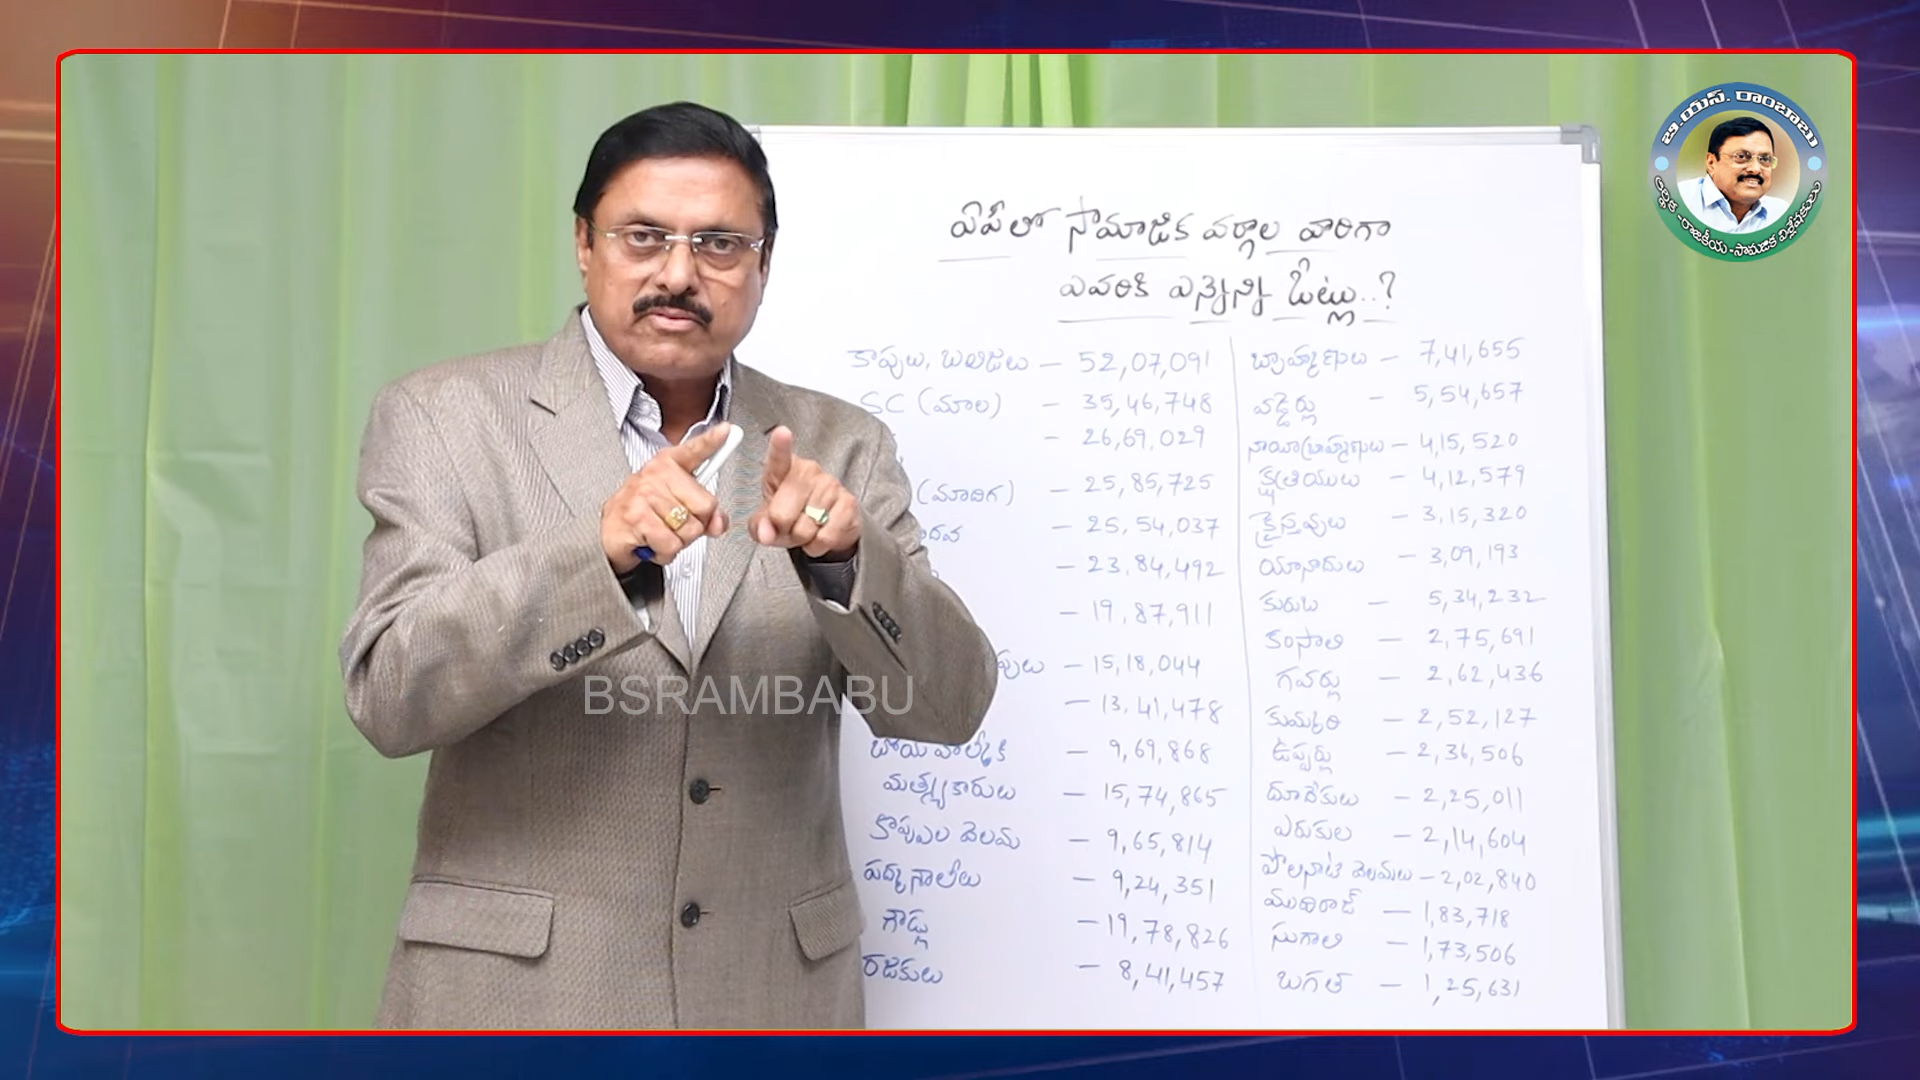 బి.యస్. రాంబాబు
ఆర్థిక - రాజకీయ - సామాజిక విశ్లేషకులు
ఏపీలో సామాజిక వర్గాల వారిగా
ఎవరికి ఎన్నెన్ని ఓట్లు..?
కాపులు, బలిజలు - 52,07,091
SC (మాల) - 35,46,748
- 26,69,029
(మాదిగ) - 25,85,725
- 25,54,037
- 23,84,492
- 19,87,911
- 15,18,044
- 13,41,478
బోయ వాల్మీకి - 9,69,868
మత్స్యకారులు - 15,74,865
కొప్పుల వెలమ - 9,65,814
పద్మశాలీలు - 9,24,351
గౌడ్లు - 19,78,826
రజకులు - 8,41,457
బ్రాహ్మణులు - 7,41,655
వడ్డెర్లు - 5,54,657
నాయీబ్రాహ్మణులు - 4,15,520
క్షత్రియులు - 4,12,579
క్రైస్తవులు - 3,15,320
యానాదులు - 3,09,193
కురుబ - 5,34,232
కంసాలి - 2,75,691
గవర్లు - 2,62,436
కుమ్మరి - 2,52,127
ఉప్పర్లు - 2,36,506
దూదేకులు - 2,25,011
ఎరుకుల - 2,14,604
పోలనాటి వెలమలు - 2,02,840
ముదిరాజ్ - 1,83,718
సుగాలి - 1,73,506
బగత్ - 1,25,631
BSRAMBABU